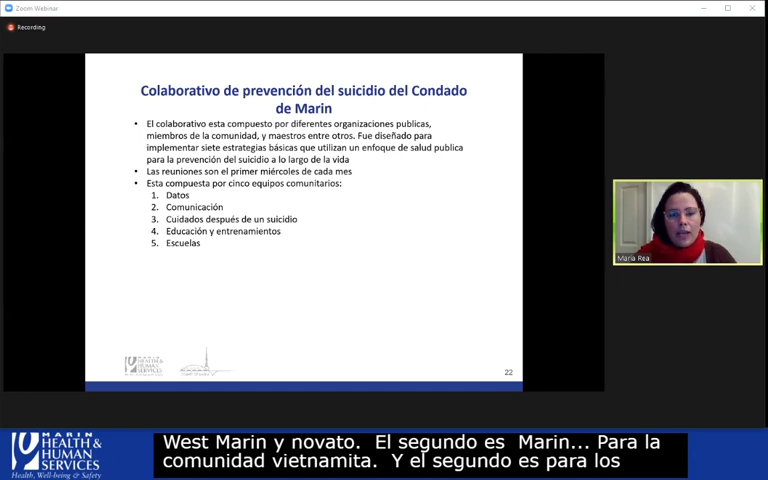 Zoom Webinar
Recording
Colaborativo de prevención del suicidio del Condado
de Marin
• El colaborativo esta compuesto por diferentes organizaciones publicas,
miembros de la comunidad, y maestros entre otros. Fue diseñado para
implementar siete estrategias básicas que utilizan un enfoque de salud publica
para la prevención del suicidio a lo largo de la vida
• Las reuniones son el primer miércoles de cada mes
• Esta compuesta por cinco equipos comunitarios:
1. Datos
2. Comunicación
3. Cuidados después de un suicidio
4. Educación y entrenamientos
5. Escuelas
MARIN
HEALTH &
HUMAN
SERVICES
22
Maria Rea
MARIN
HEALTH &
HUMAN
SERVICES
Health, Well-being & Safety
West Marin y novato. El segundo es Marin... Para la
comunidad vietnamita. Y el segundo es para los